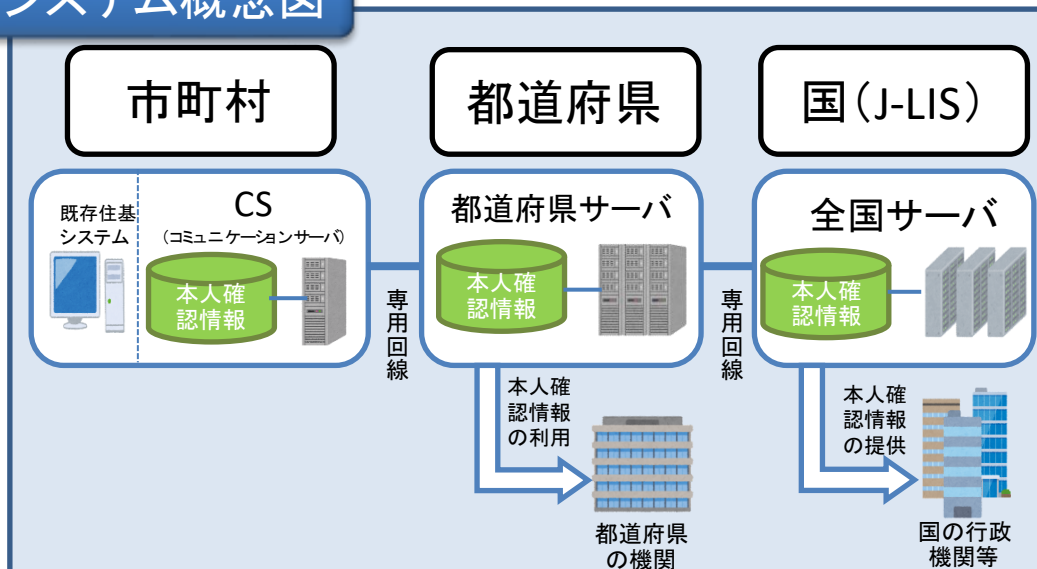 システム概念図
市町村
都道府県
国（J-LIS）
既存住基
システム
CS
（コミュニケーションサーバ）
本人確
認情報
専用回線
都道府県サーバ
本人確
認情報
専用回線
全国サーバ
本人確
認情報
本人確
認情報
の利用
都道府県
の機関
本人確
認情報
の提供
国の行政
機関等